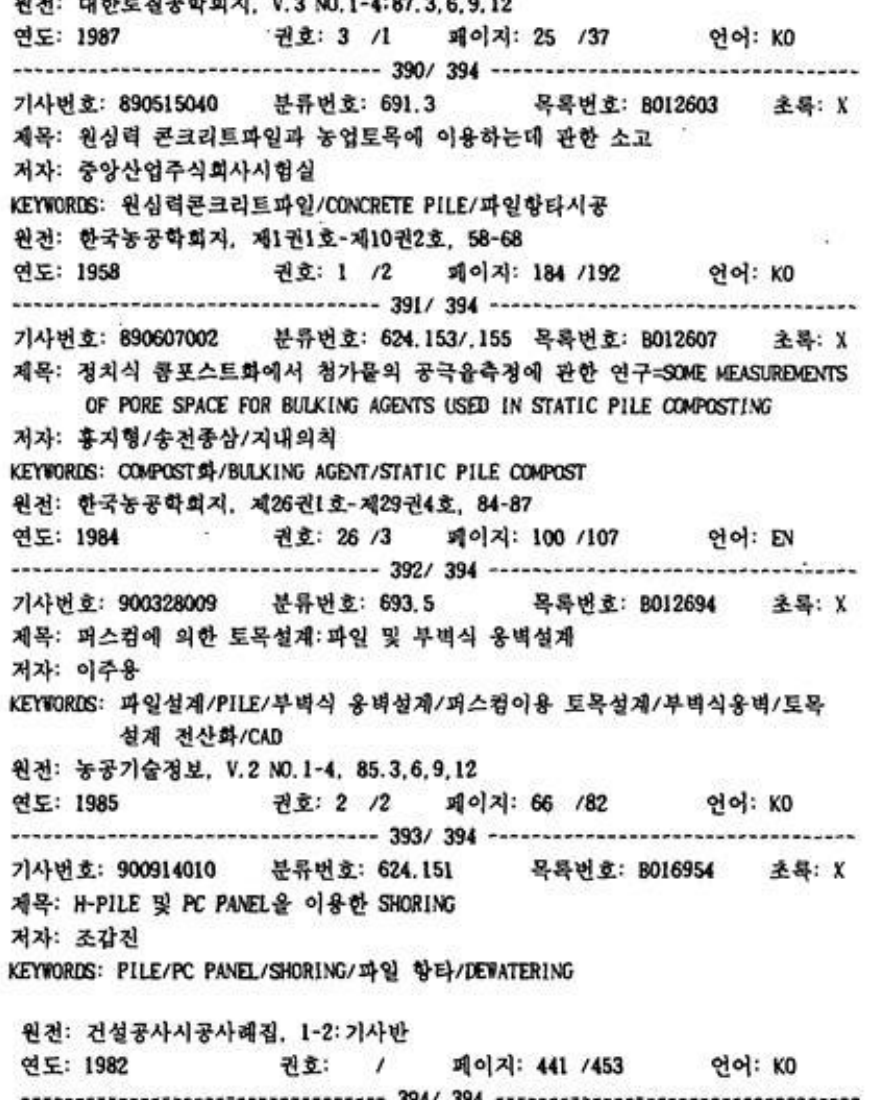 원전: 대한토질공학회지, V.3 NO.1-4:87.3,6,9,12
연도: 1987 권호: 3 /1 페이지: 25 /37 언어: KO
-------------------------------- 390/ 394 --------------------------------
기사번호: 890515040 분류번호: 691.3 목록번호: B012603 초록: X
제목: 원심력 콘크리트파일과 농업토목에 이용하는데 관한 소고
저자: 중앙산업주식회사시험실
KEYWORDS: 원심력콘크리트파일/CONCRETE PILE/파일항타시공
원전: 한국농공학회지, 제1권1호-제10권2호, 58-68
연도: 1958 권호: 1 /2 페이지: 184 /192 언어: KO
-------------------------------- 391/ 394 --------------------------------
기사번호: 890607002 분류번호: 624.153/.155 목록번호: B012607 초록: X
제목: 정치식 콤포스트화에서 첨가물의 공극율측정에 관한 연구=SOME MEASUREMENTS
OF PORE SPACE FOR BULKING AGENTS USED IN STATIC PILE COMPOSTING
저자: 홍지형/송전종삼/지내의칙
KEYWORDS: COMPOST화/BULKING AGENT/STATIC PILE COMPOST
원전: 한국농공학회지, 제26권1호-제29권4호, 84-87
연도: 1984 권호: 26 /3 페이지: 100 /107 언어: EN
-------------------------------- 392/ 394 --------------------------------
기사번호: 900328009 분류번호: 693.5 목록번호: B012694 초록: X
제목: 퍼스컴에 의한 토목설계:파일 및 부벽식 옹벽설계
저자: 이주용
KEYWORDS: 파일설계/PILE/부벽식 옹벽설계/퍼스컴이용 토목설계/부벽식옹벽/토목
설계 전산화/CAD
원전: 농공기술정보, V.2 NO.1-4, 85.3,6,9,12
연도: 1985 권호: 2 /2 페이지: 66 /82 언어: KO
-------------------------------- 393/ 394 --------------------------------
기사번호: 900914010 분류번호: 624.151 목록번호: B016954 초록: X
제목: H-PILE 및 PC PANEL을 이용한 SHORING
저자: 조갑진
KEYWORDS: PILE/PC PANEL/SHORING/파일 항타/DEWATERING
원전: 건설공사시공사례집, 1-2:기사반
연도: 1982 권호: / 페이지: 441 /453 언어: KO
-------------------------------- 394/ 394 --------------------------------